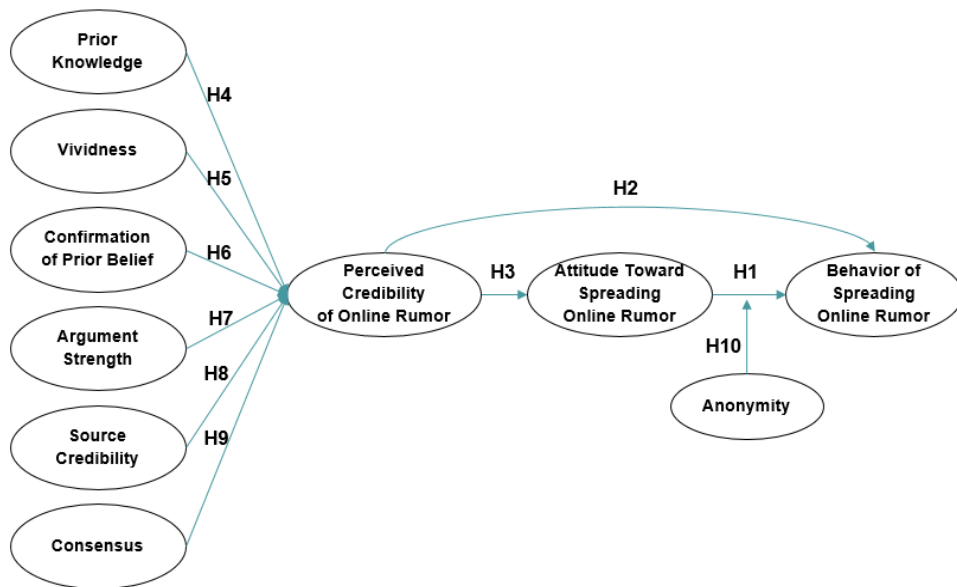 Prior
Knowledge
H4
Vividness
H5
H2
Confirmation
of Prior Belief
H6
Perceived
Credibility
of Online Rumor
H3
Attitude Toward
Spreading
Online Rumor
H1
Behavior of
Spreading
Online Rumor
H7
Argument
Strength
H10
H8
Anonymity
Source
Credibility
H9
Consensus